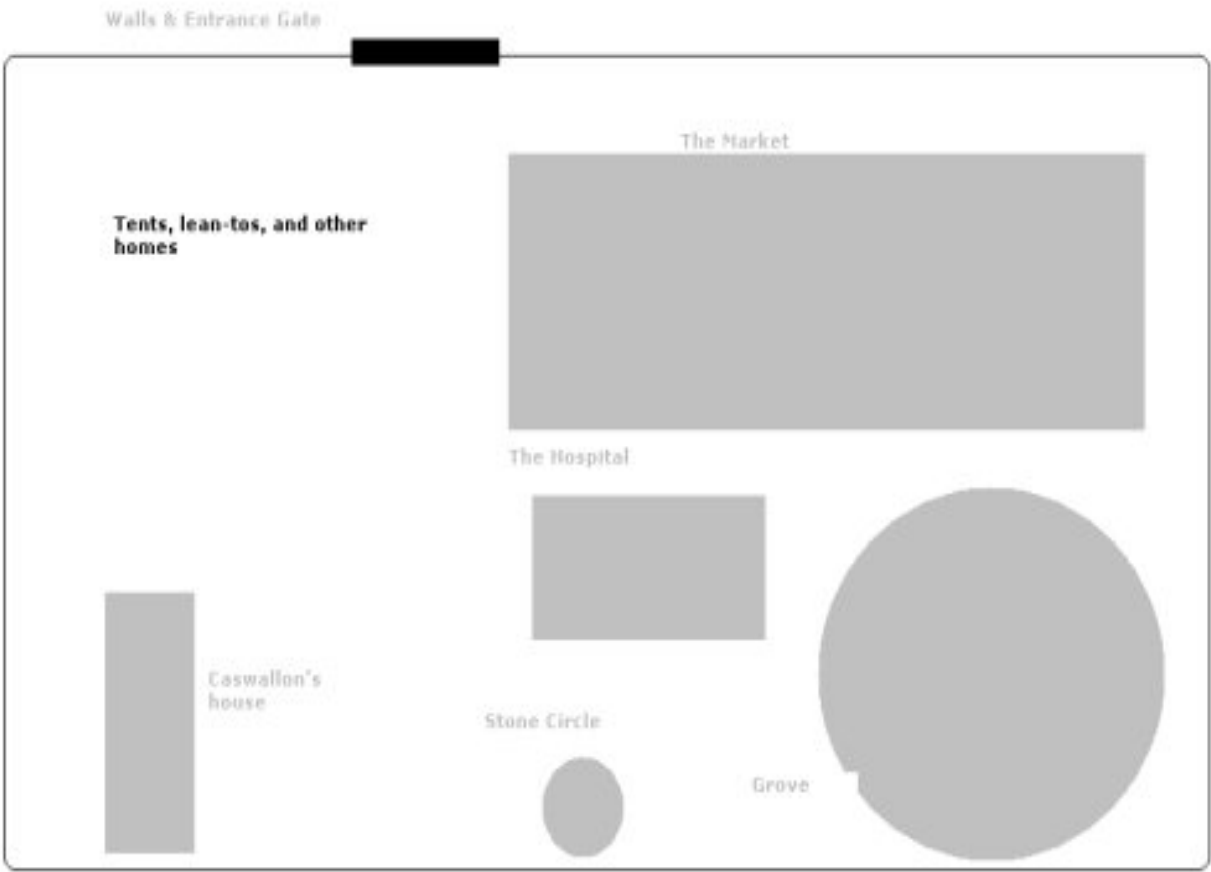 Walls & Entrance Gate
The Market
Tents, lean-tos, and other
homes
The Hospital
Caswallon's
house
Stone Circle
Grove